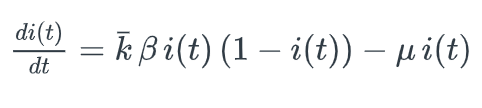 di(t)/dt = k̄ β i(t) (1 − i(t)) − μ i(t)